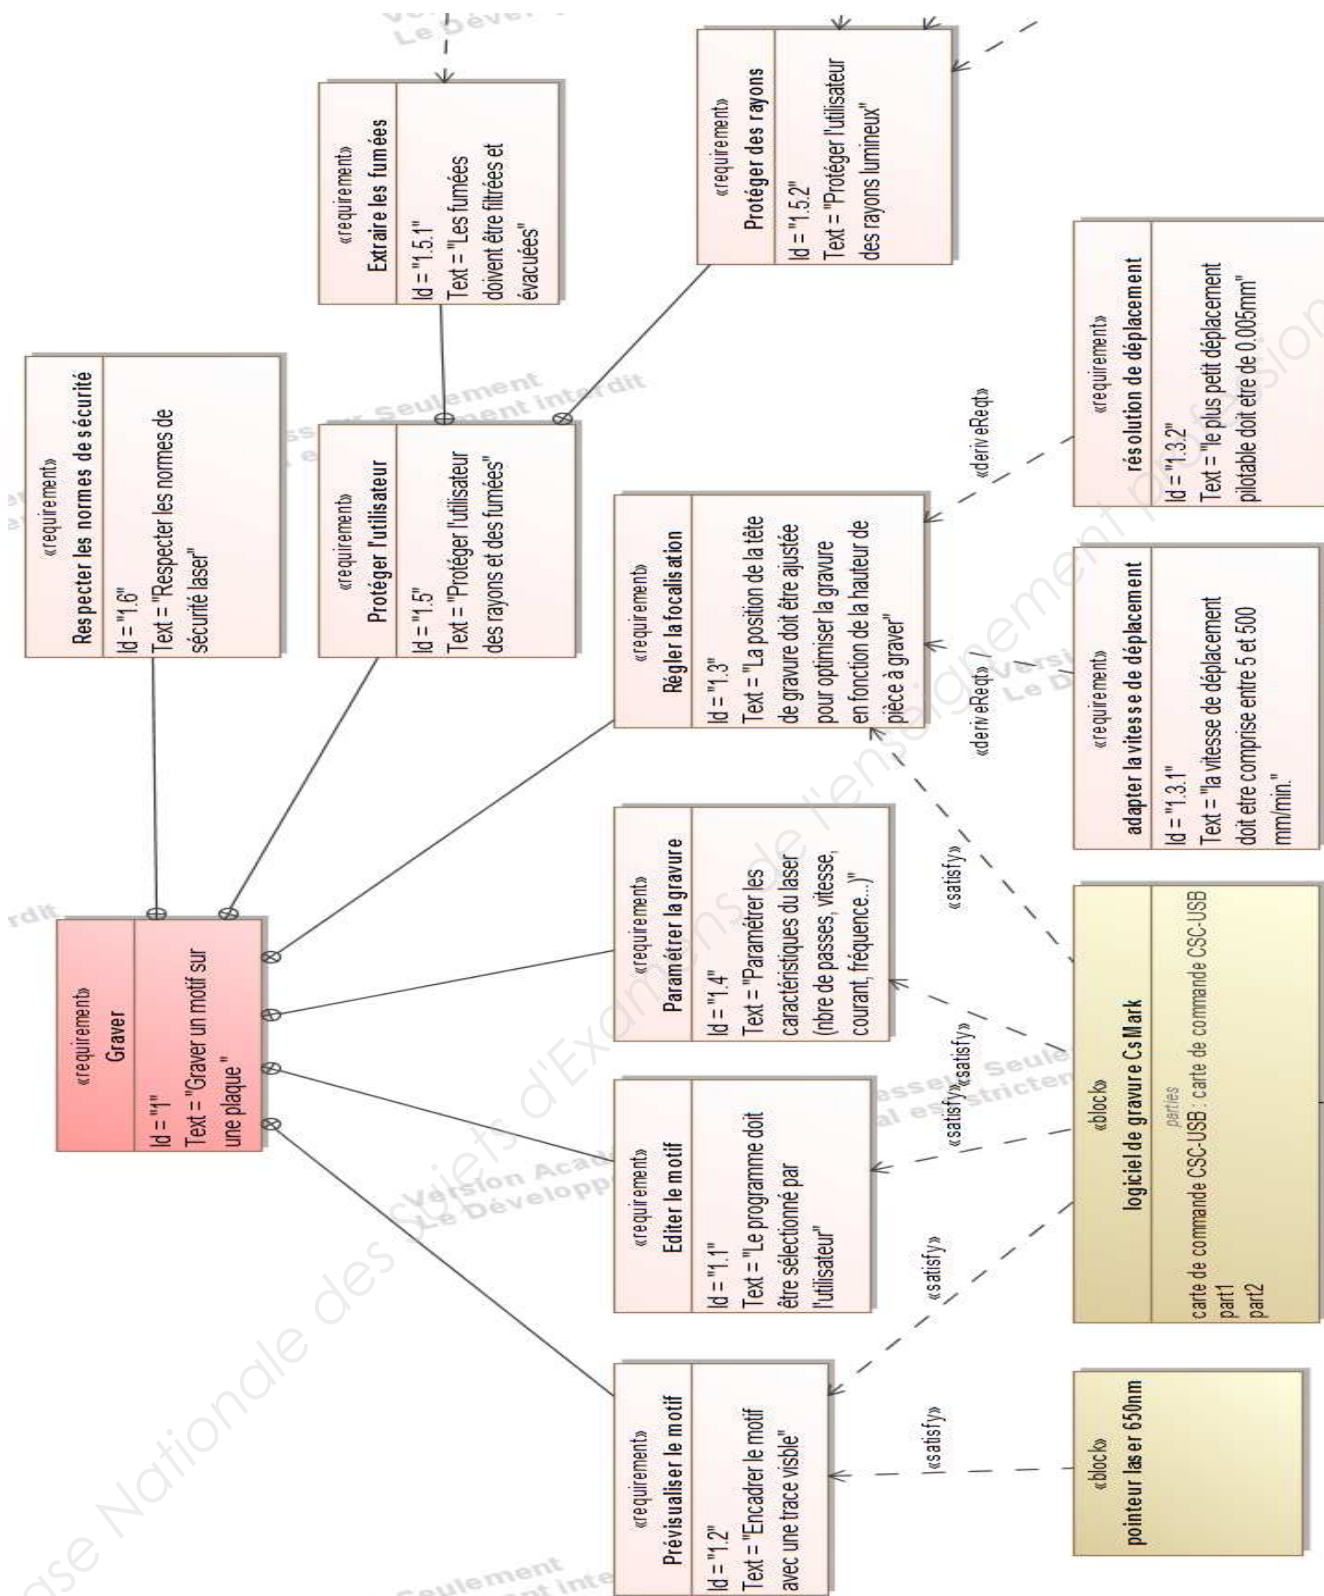 «requirement»
Graver
Id = "1"
Text = "Graver un motif sur
une plaque "
«requirement»
Respecter les normes de sécurité
Id = "1.6"
Text = "Respecter les normes de
sécurité laser"
«requirement»
Protéger l'utilisateur
Id = "1.5"
Text = "Protéger l'utilisateur
des rayons et des fumées"
«requirement»
Extraire les fumées
Id = "1.5.1"
Text = "Les fumées
doivent être filtrées et
évacuées"
«requirement»
Protéger des rayons
Id = "1.5.2"
Text = "Protéger l'utilisateur
des rayons lumineux"
«requirement»
Prévisualiser le motif
Id = "1.2"
Text = "Encadrer le motif
avec une trace visble"
«requirement»
Editer le motif
Id = "1.1"
Text = "Le programme doit
être sélectionné par
l'utilisateur"
«requirement»
Paramétrer la gravure
Id = "1.4"
Text = "Paramétrer les
caractéristiques du laser
(nbre de passes, vitesse,
courant, fréquence...)"
«requirement»
Régler la focalisation
Id = "1.3"
Text = "La position de la tête
de gravure doit être ajustée
pour optimiser la gravure
en fonction de la hauteur de
pièce à graver"
«satisfy»
«satisfy»
«satisfy»
«satisfy»
«satisfy»
«deriveReqt»
«deriveReqt»
«block»
pointeur laser 650nm
«block»
logiciel de gravure CsMark
parties
carte de commande CSC-USB : carte de commande CSC-USB
part1
part2
«requirement»
adapter la vitesse de déplacement
Id = "1.3.1"
Text = "la vitesse de déplacement
doit etre comprise entre 5 et 500
mm/min."
«requirement»
résolution de déplacement
Id = "1.3.2"
Text = "le plus petit déplacement
pilotable doit etre de 0.005mm"
ase Nationale des Sujets d'Examens de l'enseignement profession